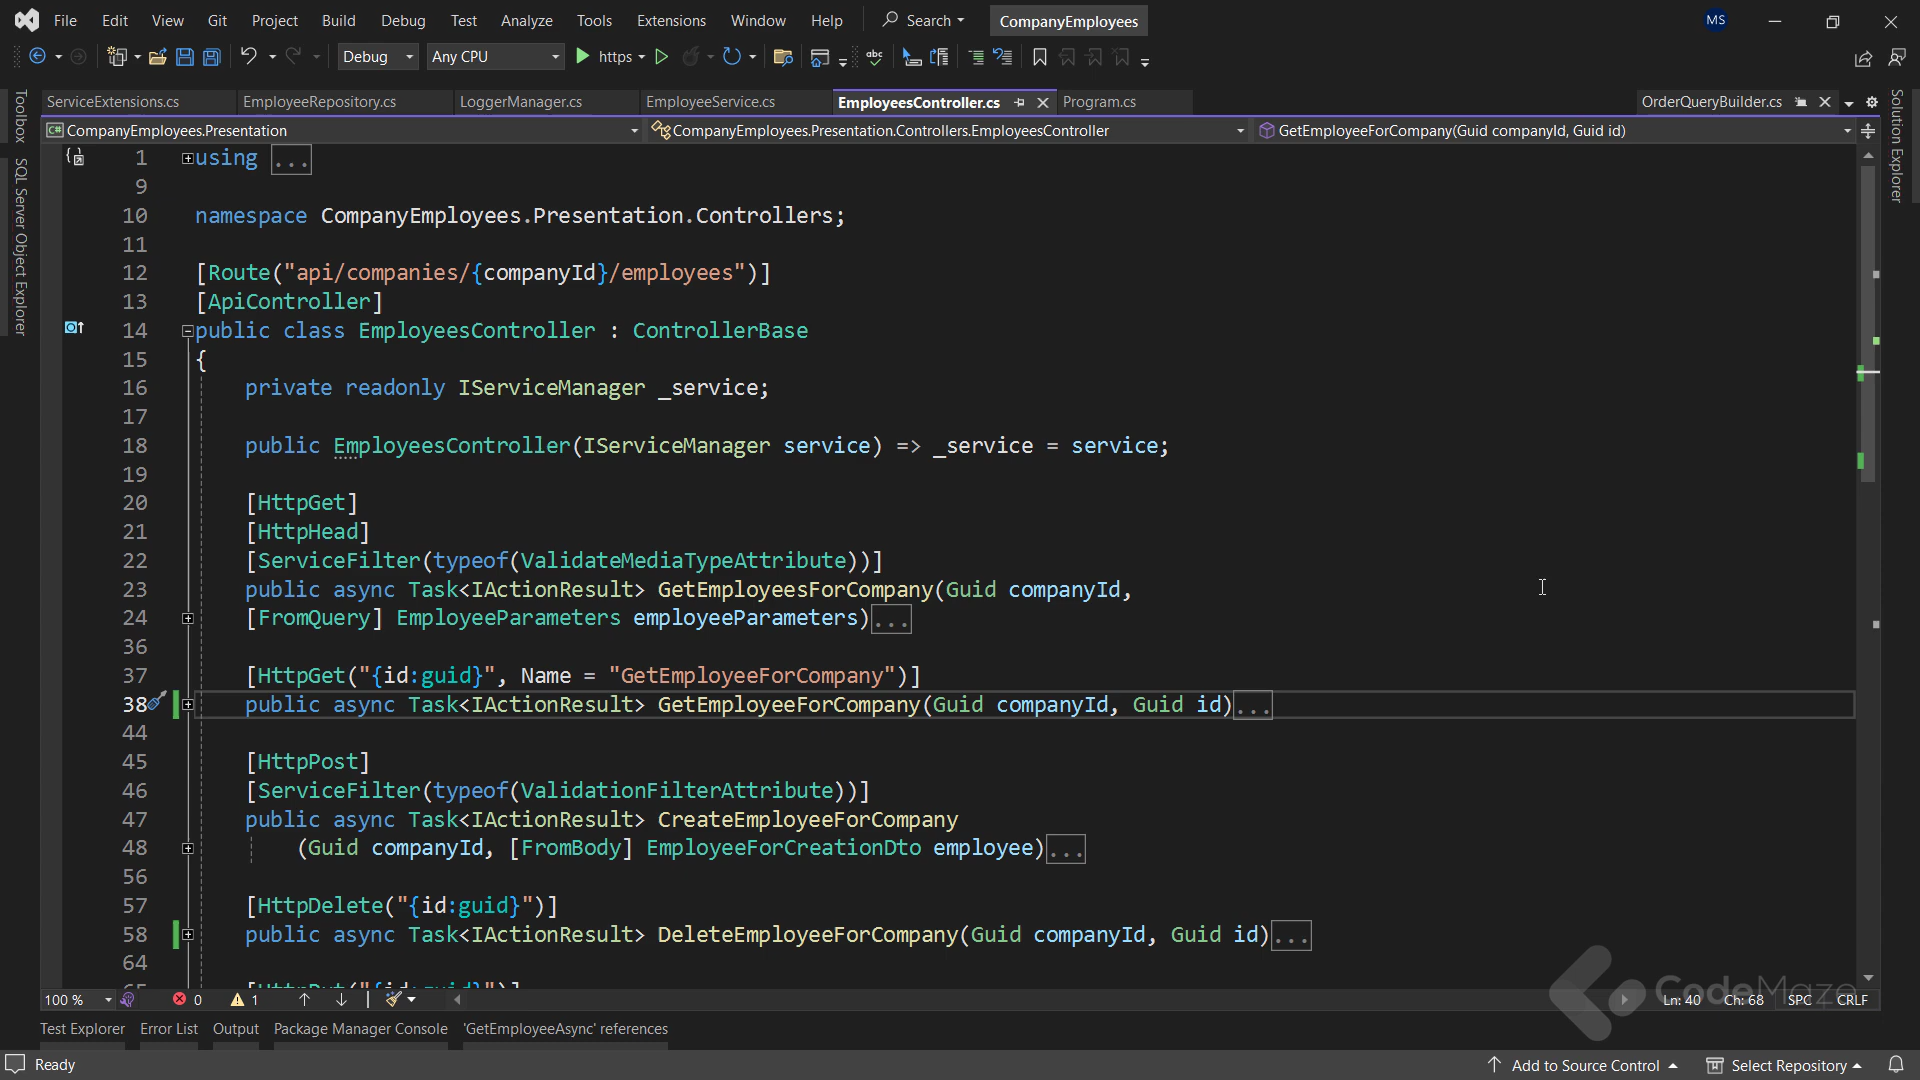 File Edit View Git Project Build Debug Test Analyze Tools Extensions Window Help Search CompanyEmployees MS
Debug Any CPU https abc
ServiceExtensions.cs EmployeeRepository.cs LoggerManager.cs EmployeeService.cs EmployeesController.cs Program.cs OrderQueryBuilder.cs
C# CompanyEmployees.Presentation CompanyEmployees.Presentation.Controllers.EmployeesController GetEmployeeForCompany(Guid companyId, Guid id)
Toolbox
SQL Server Object Explorer
Solution Explorer
1 using ...
9
10 namespace CompanyEmployees.Presentation.Controllers;
11
12 [Route("api/companies/{companyId}/employees")]
13 [ApiController]
14 public class EmployeesController : ControllerBase
15 {
16 private readonly IServiceManager _service;
17
18 public EmployeesController(IServiceManager service) => _service = service;
19
20 [HttpGet]
21 [HttpHead]
22 [ServiceFilter(typeof(ValidateMediaTypeAttribute))]
23 public async Task<IActionResult> GetEmployeesForCompany(Guid companyId,
24 [FromQuery] EmployeeParameters employeeParameters)...
36
37 [HttpGet("{id:guid}", Name = "GetEmployeeForCompany")]
38 public async Task<IActionResult> GetEmployeeForCompany(Guid companyId, Guid id)...
44
45 [HttpPost]
46 [ServiceFilter(typeof(ValidationFilterAttribute))]
47 public async Task<IActionResult> CreateEmployeeForCompany
48 (Guid companyId, [FromBody] EmployeeForCreationDto employee)...
56
57 [HttpDelete("{id:guid}")]
58 public async Task<IActionResult> DeleteEmployeeForCompany(Guid companyId, Guid id)...
64
65 [HttpPut("{id:guid}")]
100 % 0 1 Ln: 40 Ch: 68 SPC CRLF
CodeMaze
Test Explorer Error List Output Package Manager Console 'GetEmployeeAsync' references
Ready Add to Source Control Select Repository